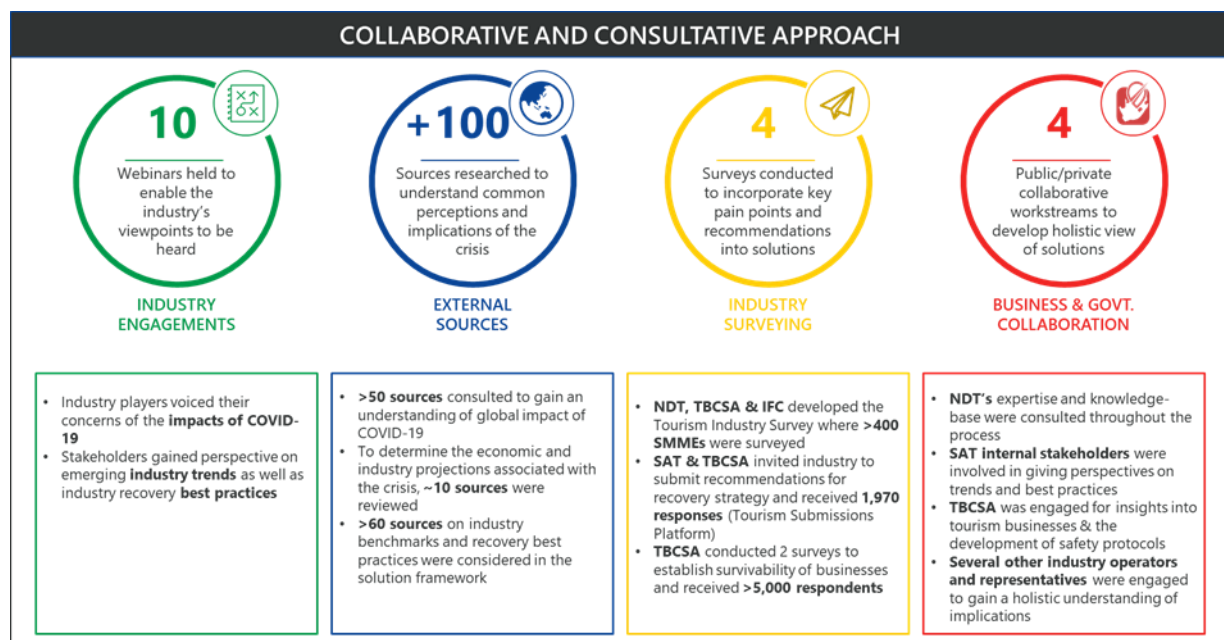 COLLABORATIVE AND CONSULTATIVE APPROACH
10
Webinars held to
enable the
industry's
viewpoints to be
heard
INDUSTRY
ENGAGEMENTS
+100
Sources researched to
understand common
perceptions and
implications of the
crisis
EXTERNAL
SOURCES
4
Surveys conducted
to incorporate key
pain points and
recommendations
into solutions
INDUSTRY
SURVEYING
4
Public/private
collaborative
workstreams to
develop holistic view
of solutions
BUSINESS & GOVT.
COLLABORATION
• Industry players voiced their
concerns of the impacts of COVID-
19
• Stakeholders gained perspective on
emerging industry trends as well as
industry recovery best practices
• >50 sources consulted to gain an
understanding of global impact of
COVID-19
• To determine the economic and
industry projections associated with
the crisis, ~10 sources were
reviewed
• >60 sources on industry
benchmarks and recovery best
practices were considered in the
solution framework
• NDT, TBCSA & IFC developed the
Tourism Industry Survey where >400
SMMEs were surveyed
• SAT & TBCSA invited industry to
submit recommendations for
recovery strategy and received 1,970
responses (Tourism Submissions
Platform)
• TBCSA conducted 2 surveys to
establish survivability of businesses
and received >5,000 respondents
• NDT's expertise and knowledge-
base were consulted throughout the
process
• SAT internal stakeholders were
involved in giving perspectives on
trends and best practices
• TBCSA was engaged for insights into
tourism businesses & the
development of safety protocols
• Several other industry operators
and representatives were engaged
to gain a holistic understanding of
implications